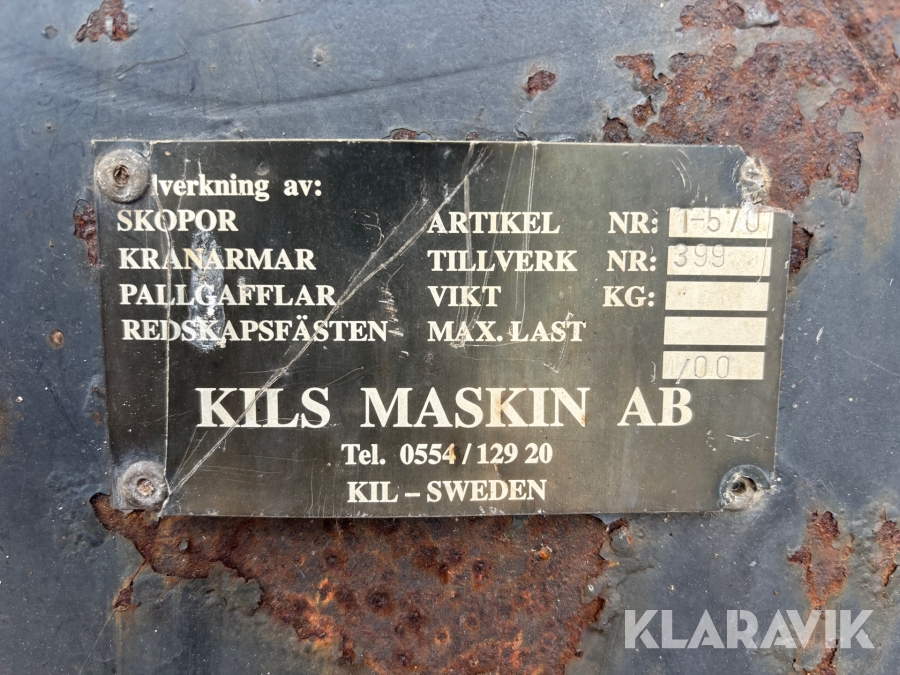 lverkning av:
SKOPOR ARTIKEL NR: 1-570
KRANARMAR TILLVERK NR: 399
PALLGAFFLAR VIKT KG:
REDSKAPSFÄSTEN MAX. LAST
1/00
KILS MASKIN AB
Tel. 0554/129 20
KIL – SWEDEN
KLARAVIK